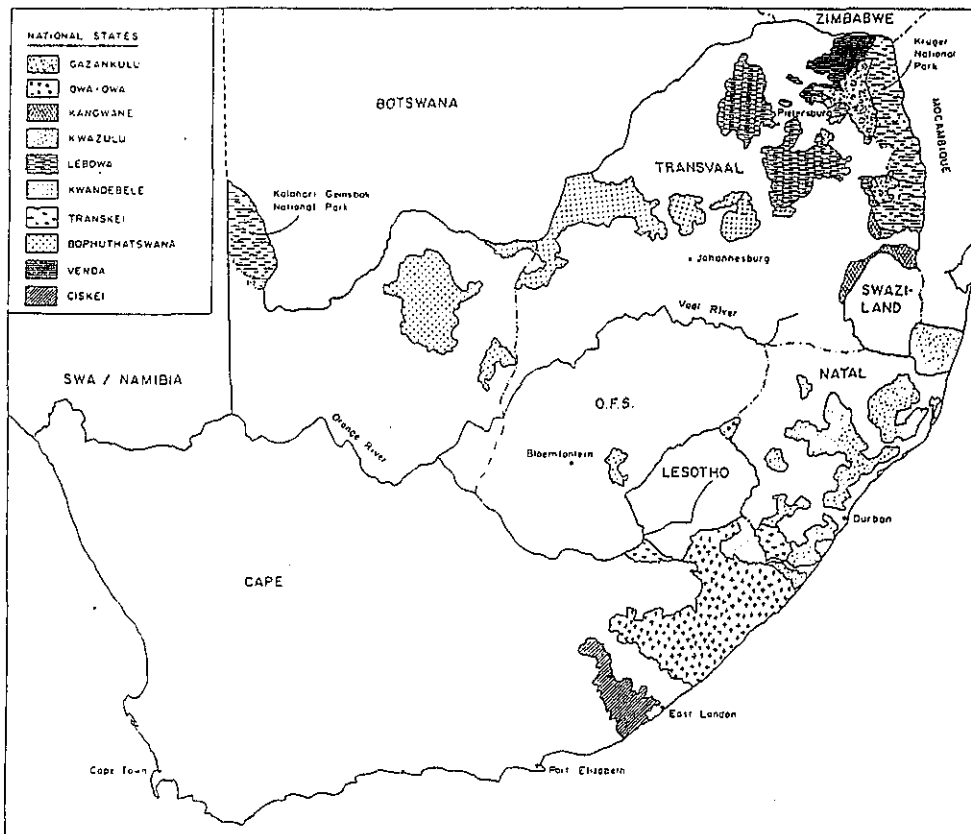 NATIONAL STATES
GAZANKULU
QWA-QWA
KANGWANE
KWAZULU
LEBOWA
KWANDEBELE
TRANSKEI
BOPHUTHATSWANA
VENDA
CISKEI
ZIMBABWE
Kruger
National
Park
BOTSWANA
Pietersburg
MOCAMBIQUE
TRANSVAAL
Kalahari Gemsbok
National Park
Johannesburg
SWAZI-
LAND
Vaal River
SWA / NAMIBIA
NATAL
O.F.S.
Orange River
Bloemfontein
LESOTHO
Durban
CAPE
East London
Cape Town
Port Elizabeth